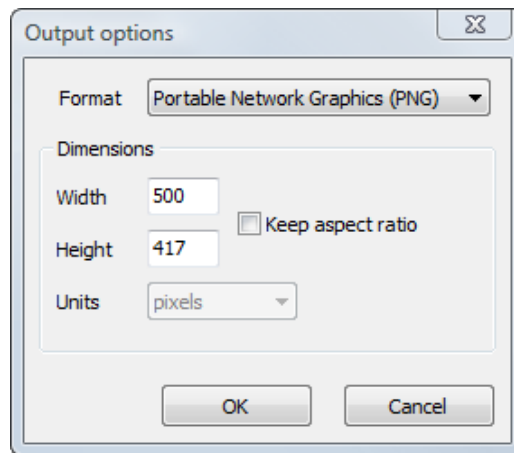 Output options
Format Portable Network Graphics (PNG)
Dimensions
Width 500
Keep aspect ratio
Height 417
Units pixels
OK Cancel